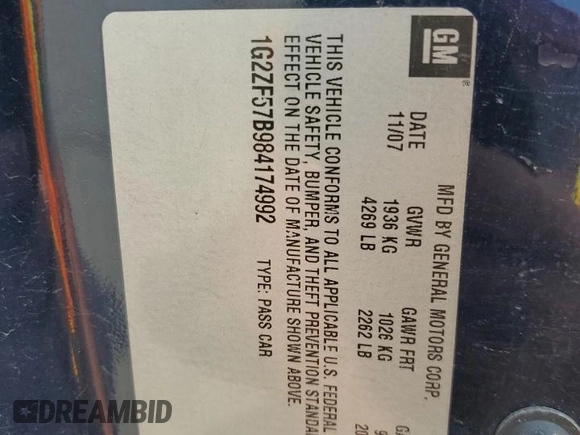 GM
®
MFD BY GENERAL MOTORS CORP.
DATE GVWR GAWR FRT
11/07 1936 KG 1026 KG
4269 LB 2262 LB
THIS VEHICLE CONFORMS TO ALL APPLICABLE U.S. FEDERAL
VEHICLE SAFETY, BUMPER, AND THEFT PREVENTION
EFFECT ON THE DATE OF MANUFACTURE SHOWN ABOVE.
1G2ZF57B984174992 TYPE: PASS CAR
DREAMBID